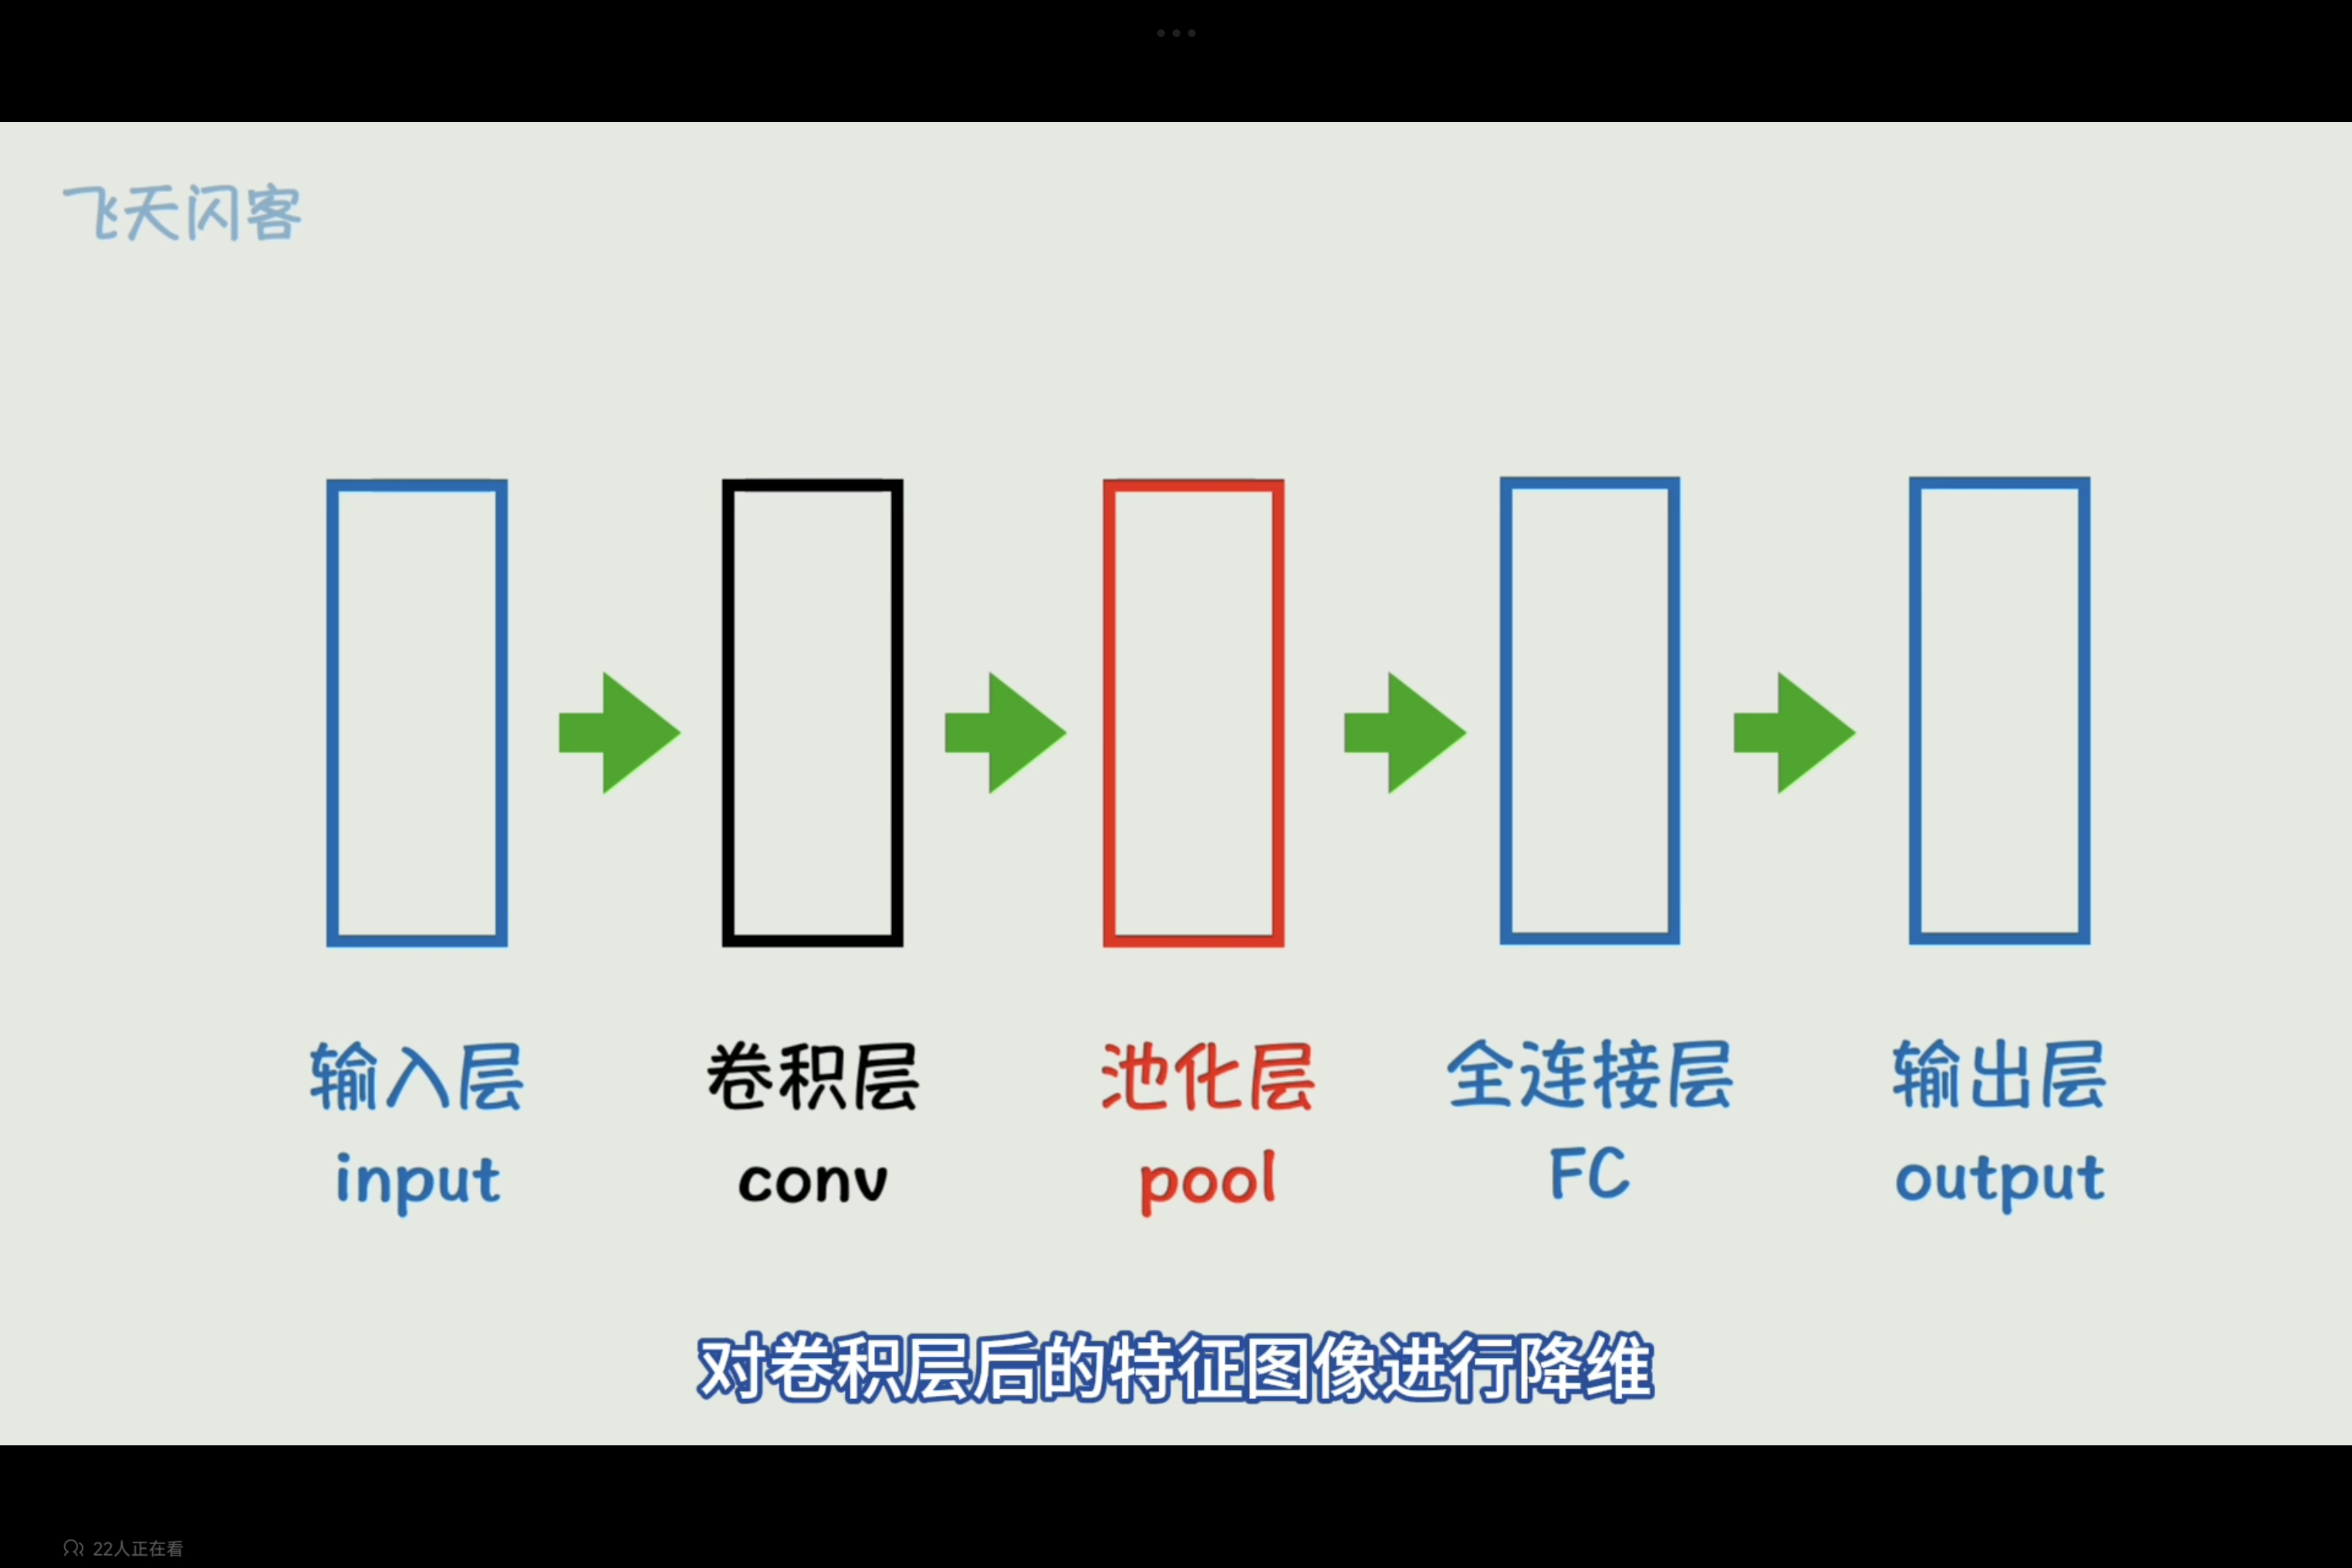 飞天闪客
输入层
input
卷积层
conv
池化层
pool
全连接层
FC
输出层
output
对卷积层后的特征图像进行降维
22人正在看